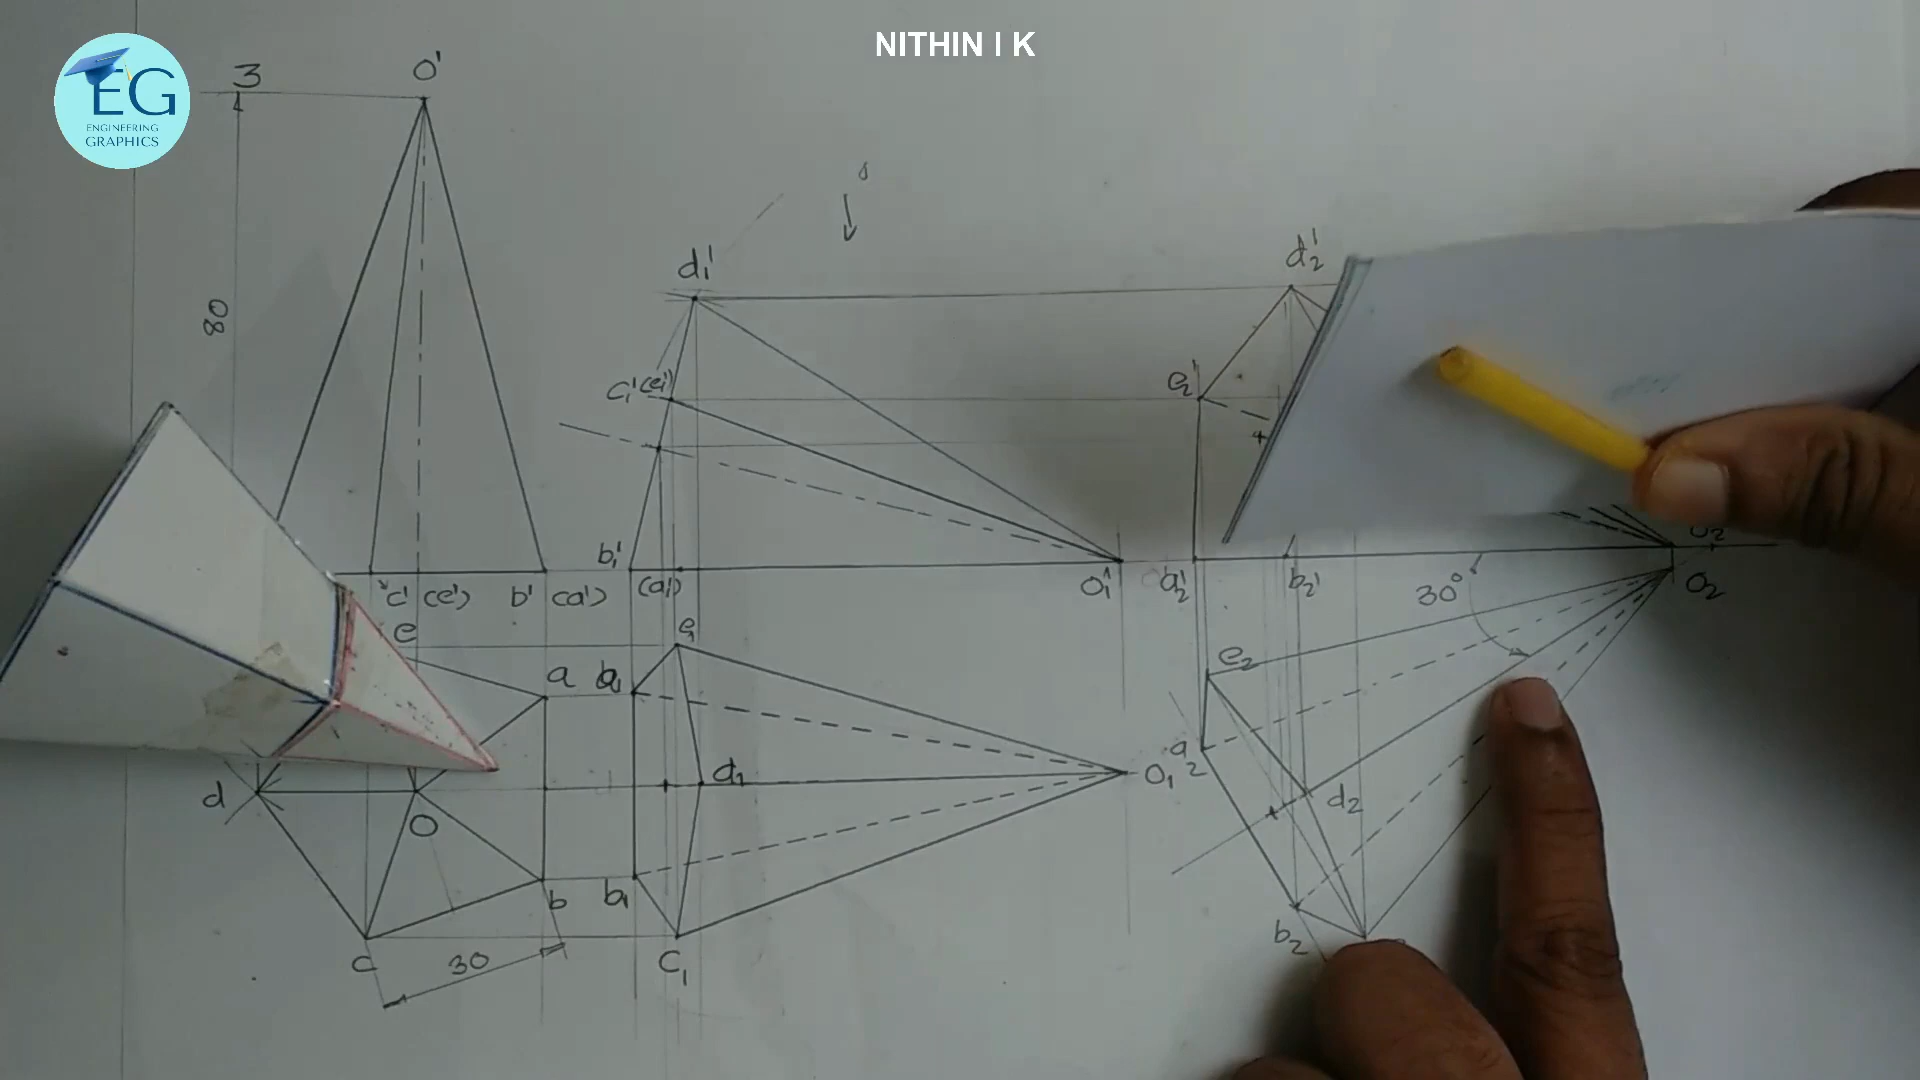 NITHIN I K
EG
ENGINEERING
GRAPHICS
3
o'
80
d1'
c1'(e1')
b1'
(a1')
o1'
c' (e')
b' (a')
e
a
a1
e1
d
O
d1
O1
b
b1
c
30
C1
d2'
e2'
a2'
b2'
30°
o2
e2
a2
d2
b2